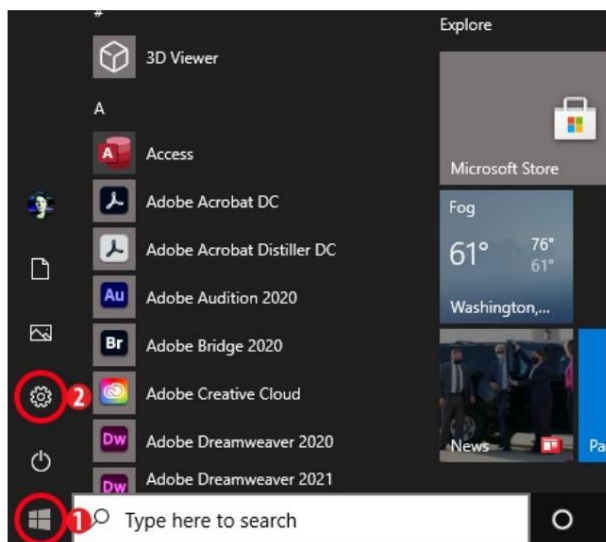 #
3D Viewer
A
Access
Adobe Acrobat DC
Adobe Acrobat Distiller DC
Au
Adobe Audition 2020
Br
Adobe Bridge 2020
Adobe Creative Cloud
Dw
Adobe Dreamweaver 2020
Dw
Adobe Dreamweaver 2021
2
1
Type here to search
Explore
Microsoft Store
Fog
61° 76°
61°
Washington,...
News
Pa